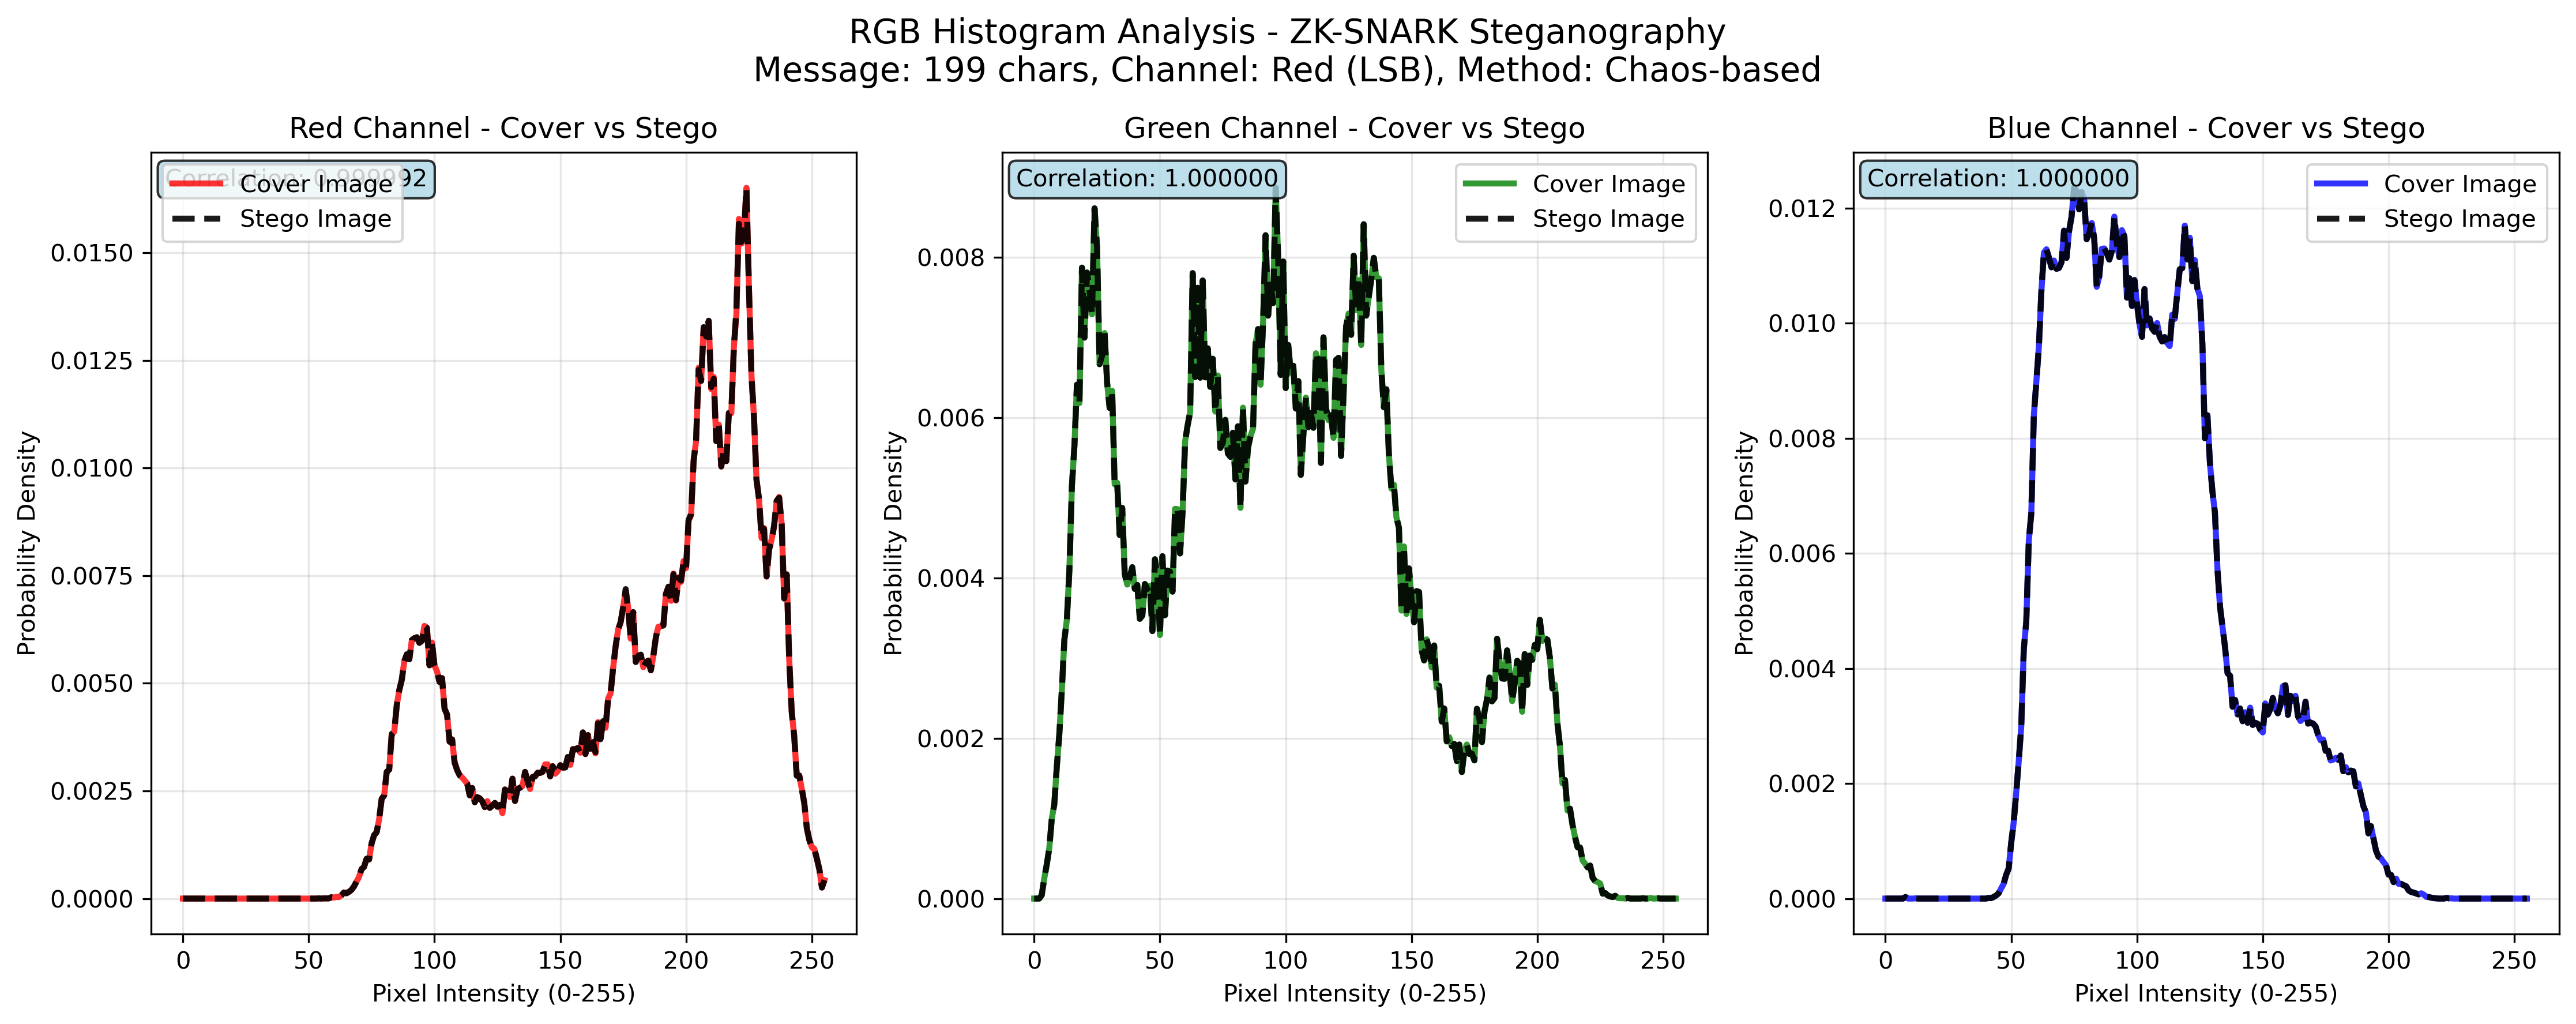 RGB Histogram Analysis - ZK-SNARK Steganography
Message: 199 chars, Channel: Red (LSB), Method: Chaos-based
Red Channel - Cover vs Stego
Correlation: 0.999992
Cover Image
Stego Image
Probability Density
0.0150
0.0125
0.0100
0.0075
0.0050
0.0025
0.0000
0 50 100 150 200 250
Pixel Intensity (0-255)
Green Channel - Cover vs Stego
Correlation: 1.000000
Cover Image
Stego Image
Probability Density
0.008
0.006
0.004
0.002
0.000
0 50 100 150 200 250
Pixel Intensity (0-255)
Blue Channel - Cover vs Stego
Correlation: 1.000000
Cover Image
Stego Image
Probability Density
0.012
0.010
0.008
0.006
0.004
0.002
0.000
0 50 100 150 200 250
Pixel Intensity (0-255)